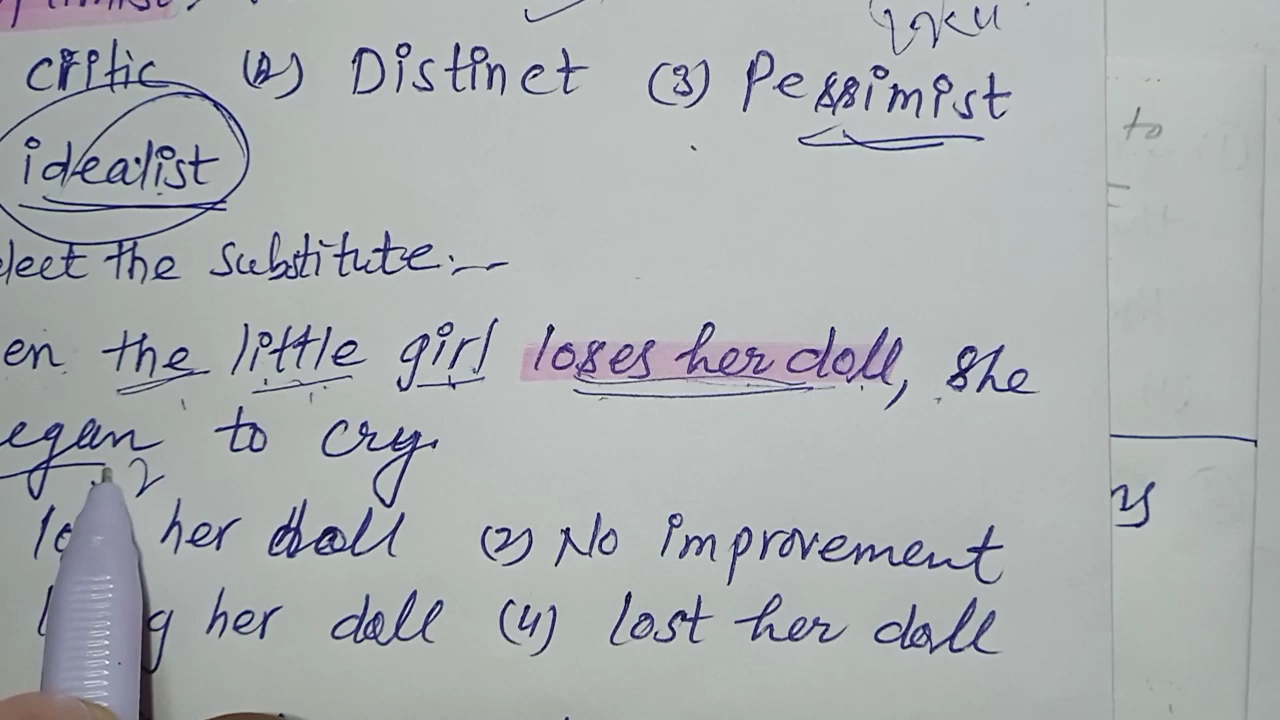 critic (2) Distinct (3) Pessimist
idealist
elect the substitute:—
en the little girl loses her doll, she
egan to cry.
her doll (2) No improvement
g her doll (4) lost her doll
to